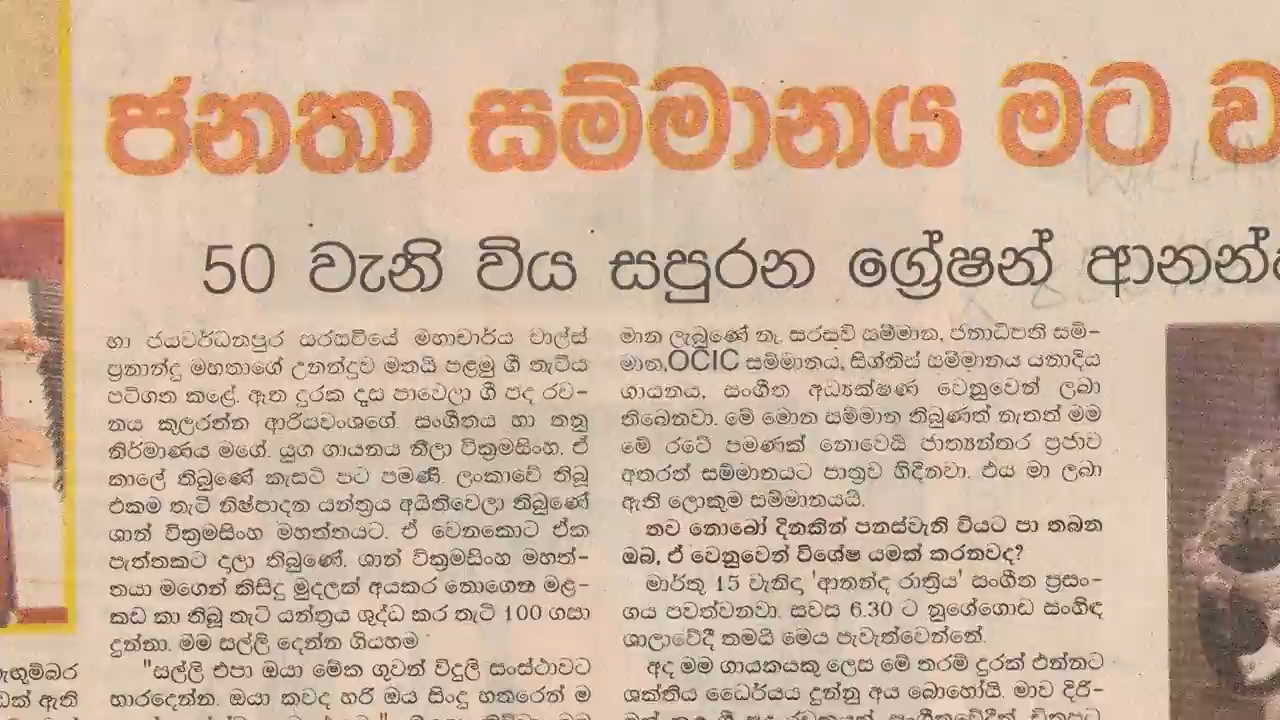 ජනතා සම්මානය මට
50 වැනි විය සපුරන ග්‍රේෂන් ආනන්ද
හා ජයවර්ධනපුර සරසවියේ මහාචාර්ය චාල්ස්
ප්‍රනාන්දු මහතාගේ උනන්දුව මතයි පළමු ගී තැටිය
පටිගත කළේ. ඈත දුරක දෑස පාවෙලා ගී පද රච-
නය කුලරත්න ආරියවංශගේ. සංගීතය හා තනු
නිර්මාණය මගේ. යුග ගායනය නීලා වික්‍රමසිංහ. ඒ
කාලේ තිබුණේ කැසට් පට පමණි. ලංකාවේ තිබූ
එකම තැටි නිෂ්පාදන යන්ත්‍රය අයිතිවෙලා තිබුණේ
ශාන් වික්‍රමසිංහ මහත්තයට. ඒ වෙනකොට ඒක
පැත්තකට දලා තිබුණේ. ශාන් වික්‍රමසිංහ මහත්-
තයා මගෙන් කිසිදු මුදලක් අයකර නොගෙන මළ-
කඩ කා තිබූ තැටි යන්ත්‍රය ශුද්ධ කර තැටි 100 ගසා
දුන්නා. මම සල්ලි දෙන්න ගියහම
"සල්ලි එපා ඔයා මේක ගුවන් විදුලි සංස්ථාවට
භාරදෙන්න. ඔයා කවද හරි ඔය සිංදු හතරෙන් ම
මාන ලැබුණේ නෑ. සරසවි සම්මාන, ජනාධිපති සම්-
මාන,OCIC සම්මානය, සිග්නිස් සම්මානය යනාදිය
ගායනය, සංගීත අධ්‍යක්ෂණ වෙනුවෙන් ලබා
තිබෙනවා. මේ මොන සම්මාන තිබුණත් නැතත් මම
මේ රටේ පමණක් නොවෙයි ජාත්‍යන්තර ප්‍රජාව
අතරත් සම්මානයට පාත්‍රව හිඳිනවා. එය මා ලබා
ඇති ලොකුම සම්මානයයි.
තව නොබෝ දිනකින් පනස්වැනි වියට පා තබන
ඔබ, ඒ වෙනුවෙන් විශේෂ යමක් කරනවද?
මාර්තු 15 වැනිදා 'ආනන්ද රාත්‍රිය' සංගීත ප්‍රසං-
ගය පවත්වනවා. සවස 6.30 ට නුගේගොඩ සංහිඳ
ශාලාවේදී තමයි මෙය පැවැත්වෙන්නේ.
අද මම ගායකයකු ලෙස මේ තරම් දුරක් එන්නට
ශක්තිය ධෛර්යය දුන්නු අය බොහෝයි. මාව දිරි-
ඇඟුම්බර
ඇති